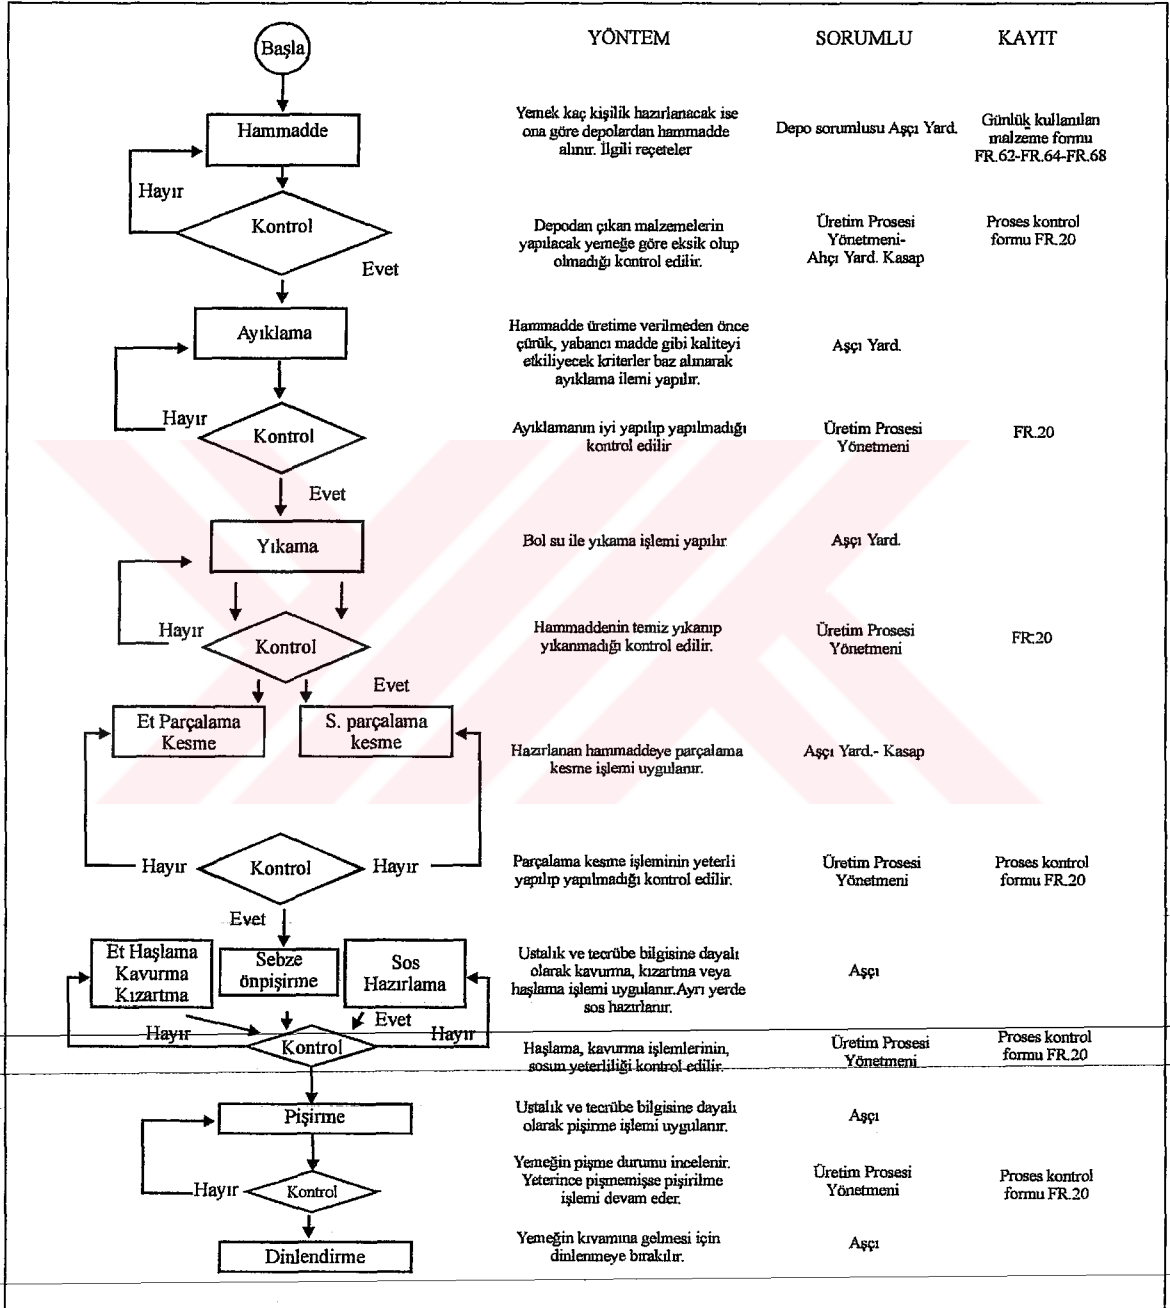 Başla
YÖNTEM
SORUMLU
KAYIT
Hammadde
Yemek kaç kişilik hazırlanacak ise
ona göre depolardan hammadde
alınır. İlgili reçeteler
Depo sorumlusu Aşçı Yard.
Günlük kullanılan
malzeme formu
FR.62-FR.64-FR.68
Hayır
Kontrol
Evet
Depodan çıkan malzemelerin
yapılacak yemeğe göre eksik olup
olmadığı kontrol edilir.
Üretim Prosesi
Yönetmeni-
Ahçı Yard. Kasap
Proses kontrol
formu FR.20
Ayıklama
Hammadde üretime verilmeden önce
çürük, yabancı madde gibi kaliteyi
etkiliyecek kriterler baz alınarak
ayıklama ilemi yapılır.
Aşçı Yard.
Hayır
Kontrol
Evet
Ayıklamanın iyi yapılıp yapılmadığı
kontrol edilir
Üretim Prosesi
Yönetmeni
FR.20
Yıkama
Bol su ile yıkama işlemi yapılır
Aşçı Yard.
Hayır
Kontrol
Evet
Hammaddenin temiz yıkanıp
yıkanmadığı kontrol edilir.
Üretim Prosesi
Yönetmeni
FR.20
Et Parçalama
Kesme
S. parçalama
kesme
Hazırlanan hammaddeye parçalama
kesme işlemi uygulanır.
Aşçı Yard.- Kasap
Hayır
Kontrol
Hayır
Evet
Parçalama kesme işleminin yeterli
yapılıp yapılmadığı kontrol edilir.
Üretim Prosesi
Yönetmeni
Proses kontrol
formu FR.20
Et Haşlama
Kavurma
Kızartma
Sebze
önpişirme
Sos
Hazırlama
Ustalık ve tecrübe bilgisine dayalı
olarak kavurma, kızartma veya
haşlama işlemi uygulanır.Ayrı yerde
sos hazırlanır.
Aşçı
Hayır
Kontrol
Evet
Hayır
Haşlama, kavurma işlemlerinin,
sosun yeterliliği kontrol edilir.
Üretim Prosesi
Yönetmeni
Proses kontrol
formu FR.20
Pişirme
Ustalık ve tecrübe bilgisine dayalı
olarak pişirme işlemi uygulanır.
Aşçı
Hayır
Kontrol
Yemeğin pişme durumu incelenir.
Yeterince pişmemişse pişirilme
işlemi devam eder.
Üretim Prosesi
Yönetmeni
Proses kontrol
formu FR.20
Dinlendirme
Yemeğin kıvamına gelmesi için
dinlenmeye bırakılır.
Aşçı